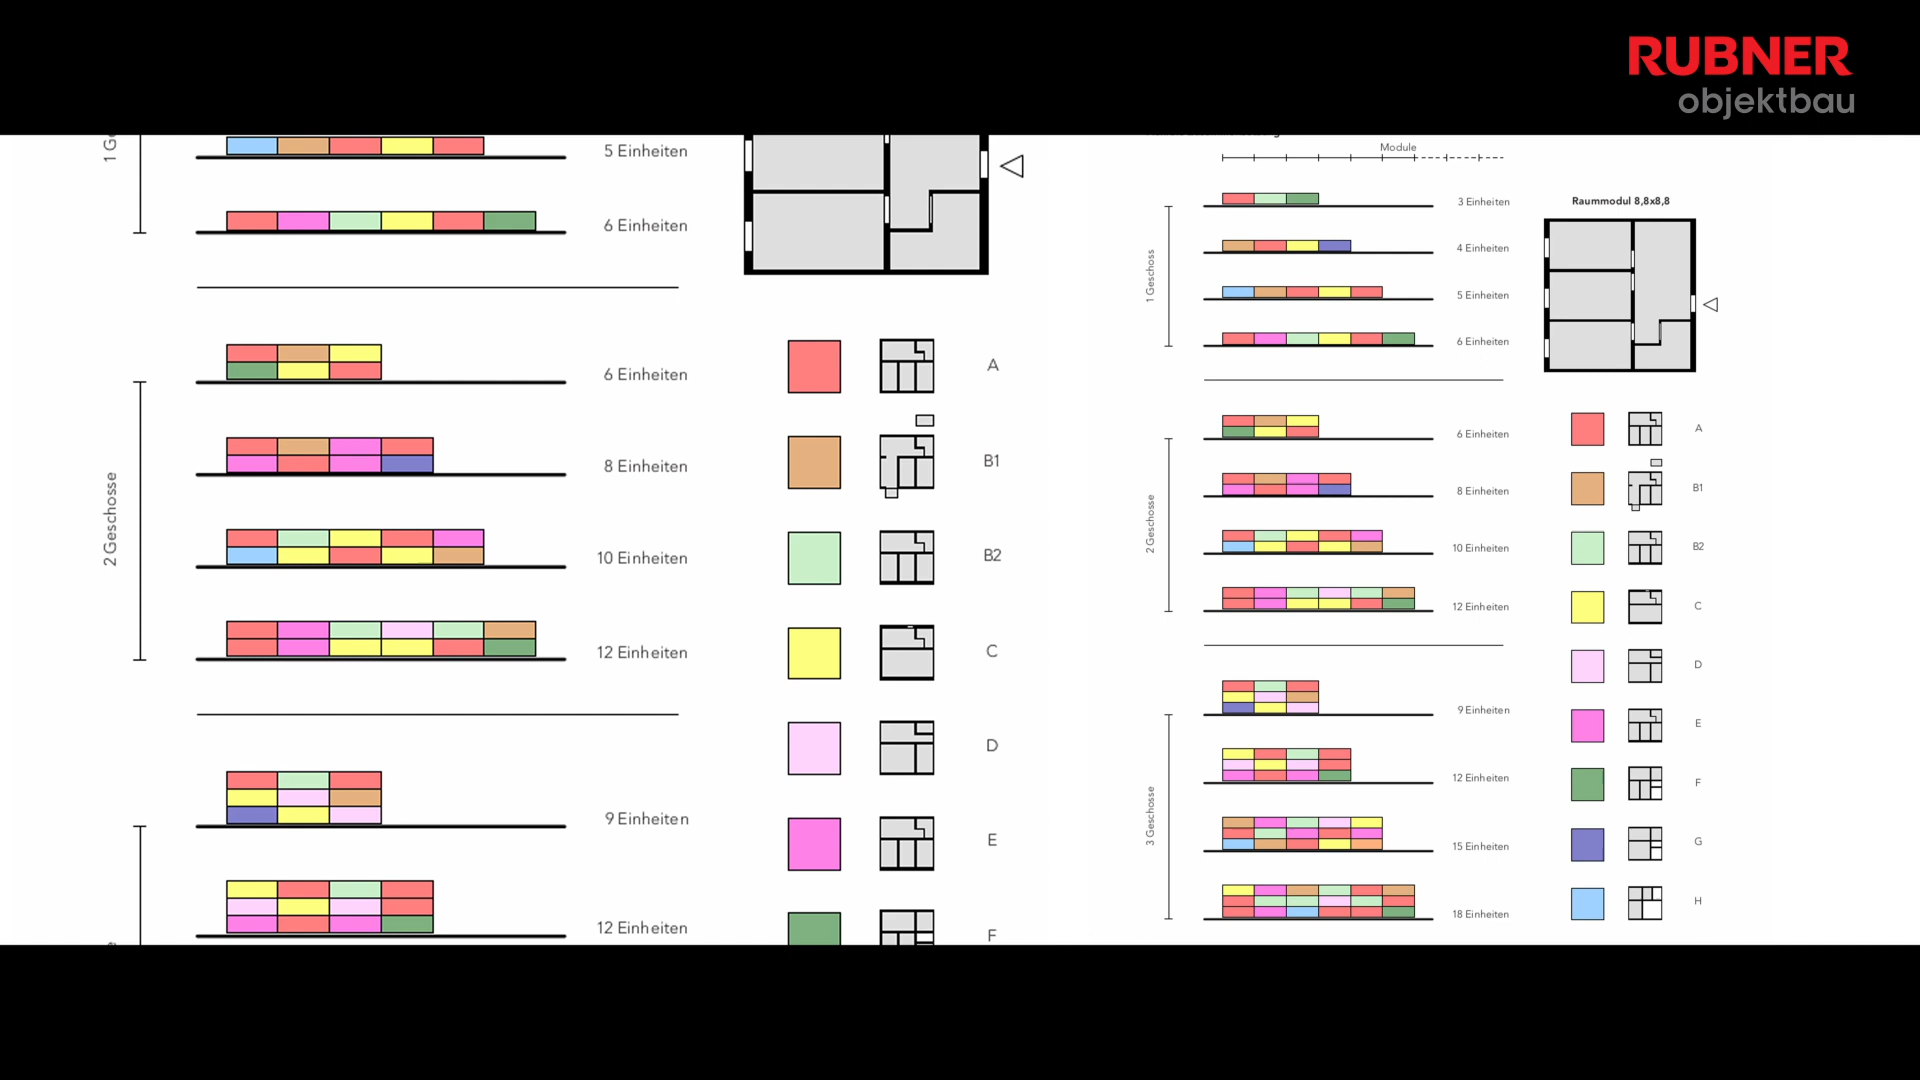 RUBNER
objektbau
1 Ge
5 Einheiten
6 Einheiten
2 Geschosse
6 Einheiten
8 Einheiten
10 Einheiten
12 Einheiten
9 Einheiten
12 Einheiten
A
B1
B2
C
D
E
F
Module
1 Geschoss
3 Einheiten
4 Einheiten
5 Einheiten
6 Einheiten
2 Geschosse
6 Einheiten
8 Einheiten
10 Einheiten
12 Einheiten
3 Geschosse
9 Einheiten
12 Einheiten
15 Einheiten
18 Einheiten
Raummodul 8,8x8,8
A
B1
B2
C
D
E
F
G
H